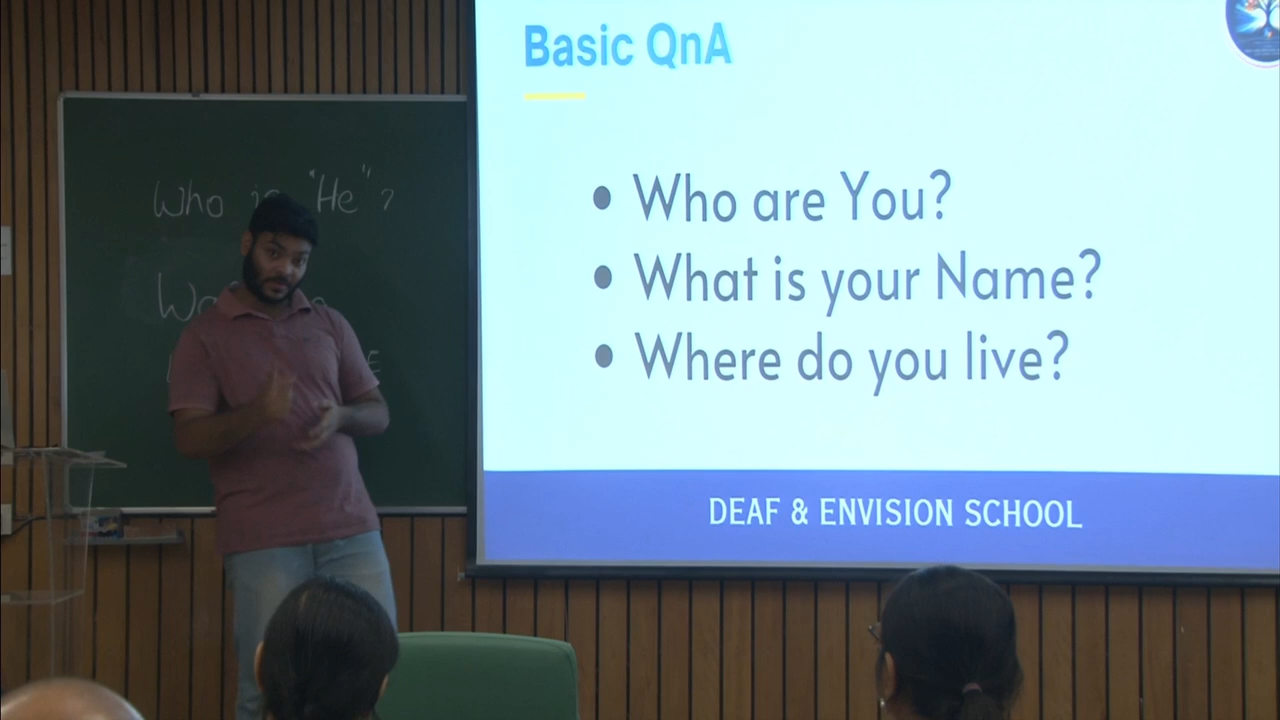 Who is "He" ?
Basic QnA
• Who are You?
• What is your Name?
• Where do you live?
DEAF & ENVISION SCHOOL